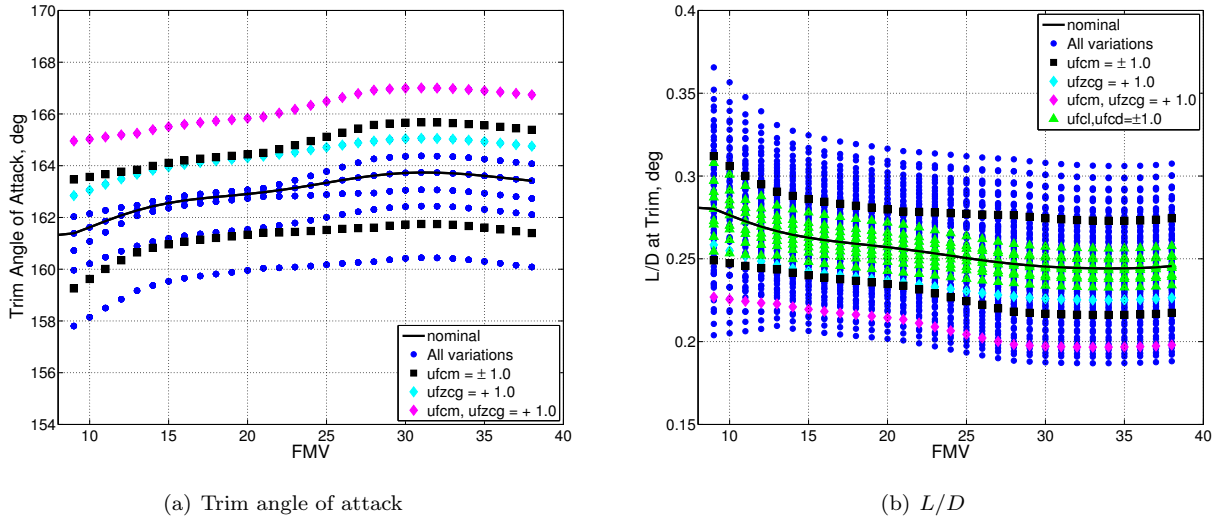 170
168
166
164
162
160
158
156
154
10
15
20
25
30
35
40
Trim Angle of Attack, deg
FMV
nominal
All variations
ufcm = ± 1.0
ufzcg = + 1.0
ufcm, ufzcg = + 1.0
(a) Trim angle of attack
0.4
0.35
0.3
0.25
0.2
0.15
10
15
20
25
30
35
40
L/D at Trim, deg
FMV
nominal
All variations
ufcm = ± 1.0
ufzcg = + 1.0
ufcm, ufzcg = + 1.0
ufcl,ufcd=±1.0
(b) L/D